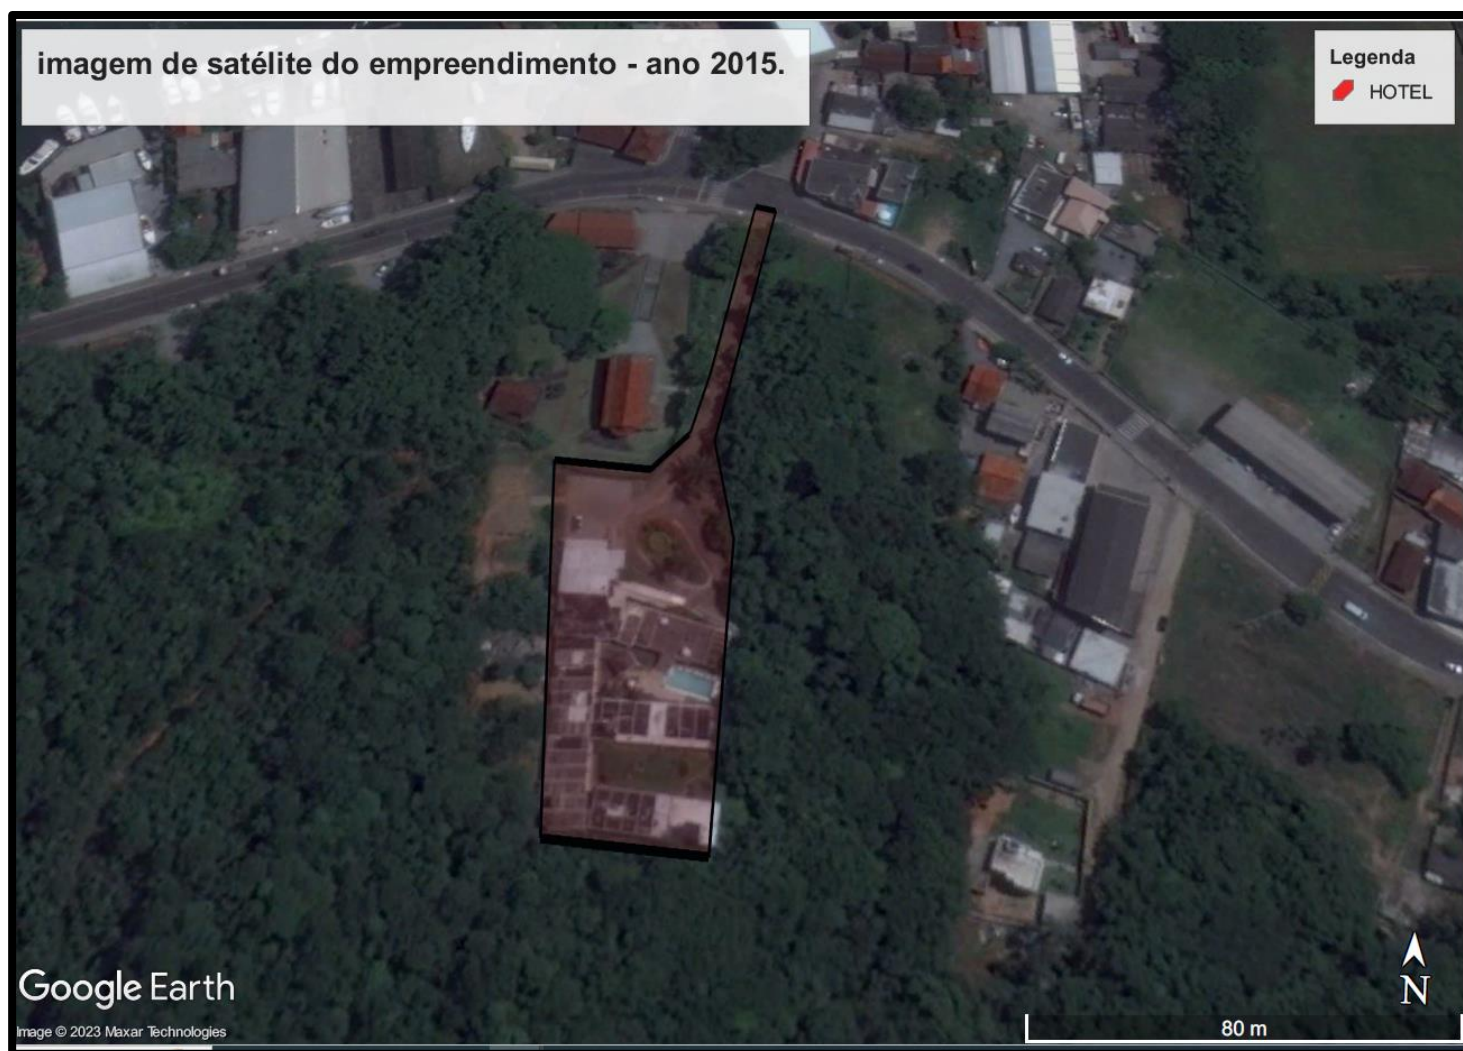 imagem de satélite do empreendimento - ano 2015.
Legenda
HOTEL
Google Earth
Image © 2023 Maxar Technologies
N
80 m